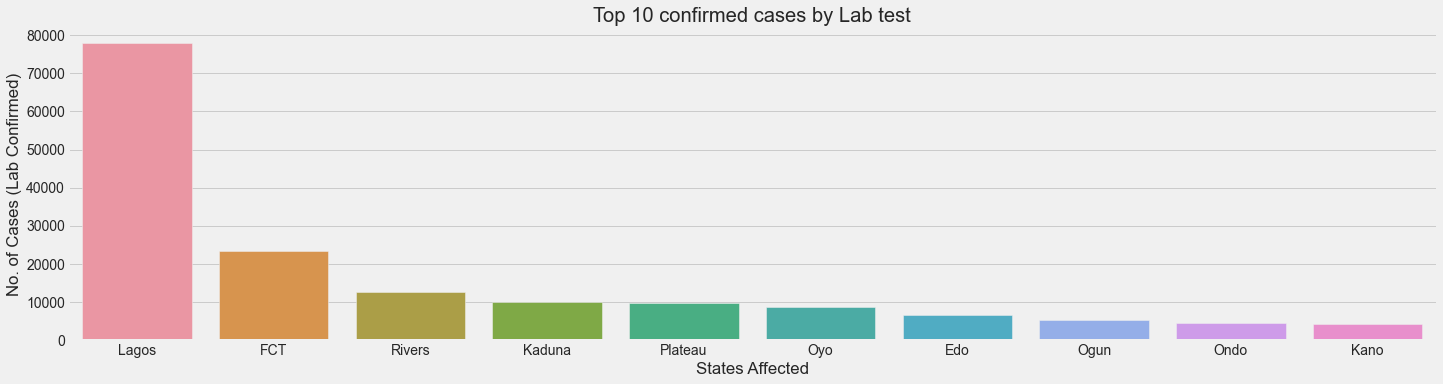 Top 10 confirmed cases by Lab test
No. of Cases (Lab Confirmed)
80000
70000
60000
50000
40000
30000
20000
10000
0
Lagos FCT Rivers Kaduna Plateau Oyo Edo Ogun Ondo Kano
States Affected